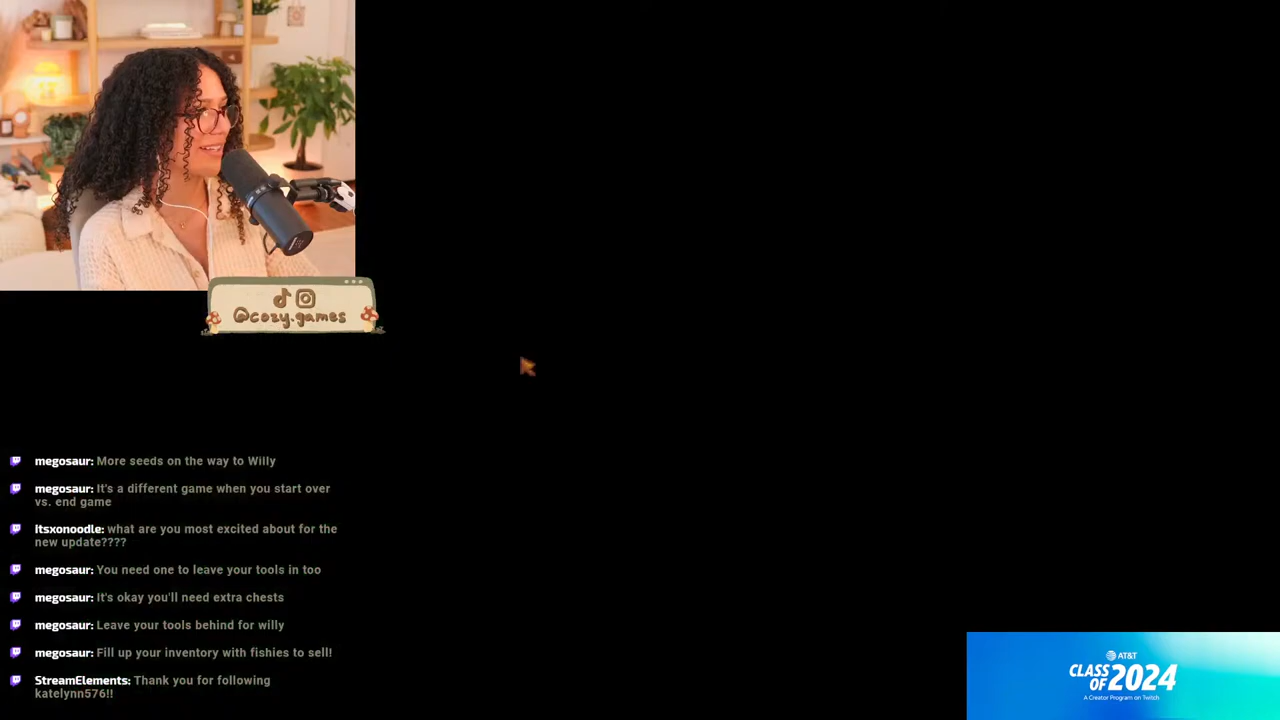 @cozy.games
megosaur: More seeds on the way to Willy
megosaur: It's a different game when you start over
vs. end game
itsxonoodle: what are you most excited about for the
new update????
megosaur: You need one to leave your tools in too
megosaur: It's okay you'll need extra chests
megosaur: Leave your tools behind for willy
megosaur: Fill up your inventory with fishies to sell!
StreamElements: Thank you for following
katelynn576!!
AT&T
CLASS
OF 2024
A Creator Program on Twitch